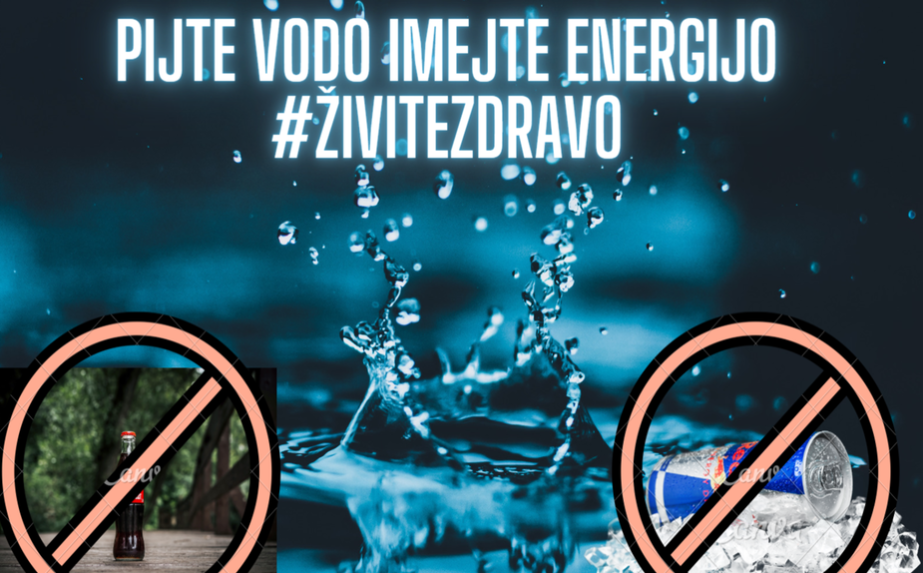 PIJTE VODO IMEJTE ENERGIJO
#ŽIVITEZDRAVO